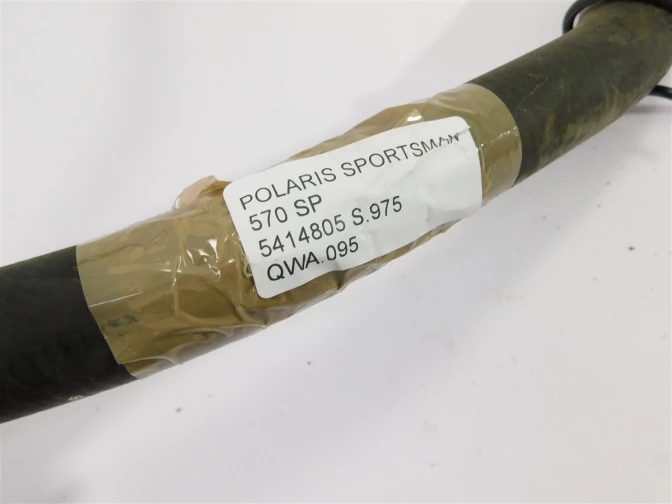 POLARIS SPORTSMAN
570 SP
5414805 S.975
QWA.095